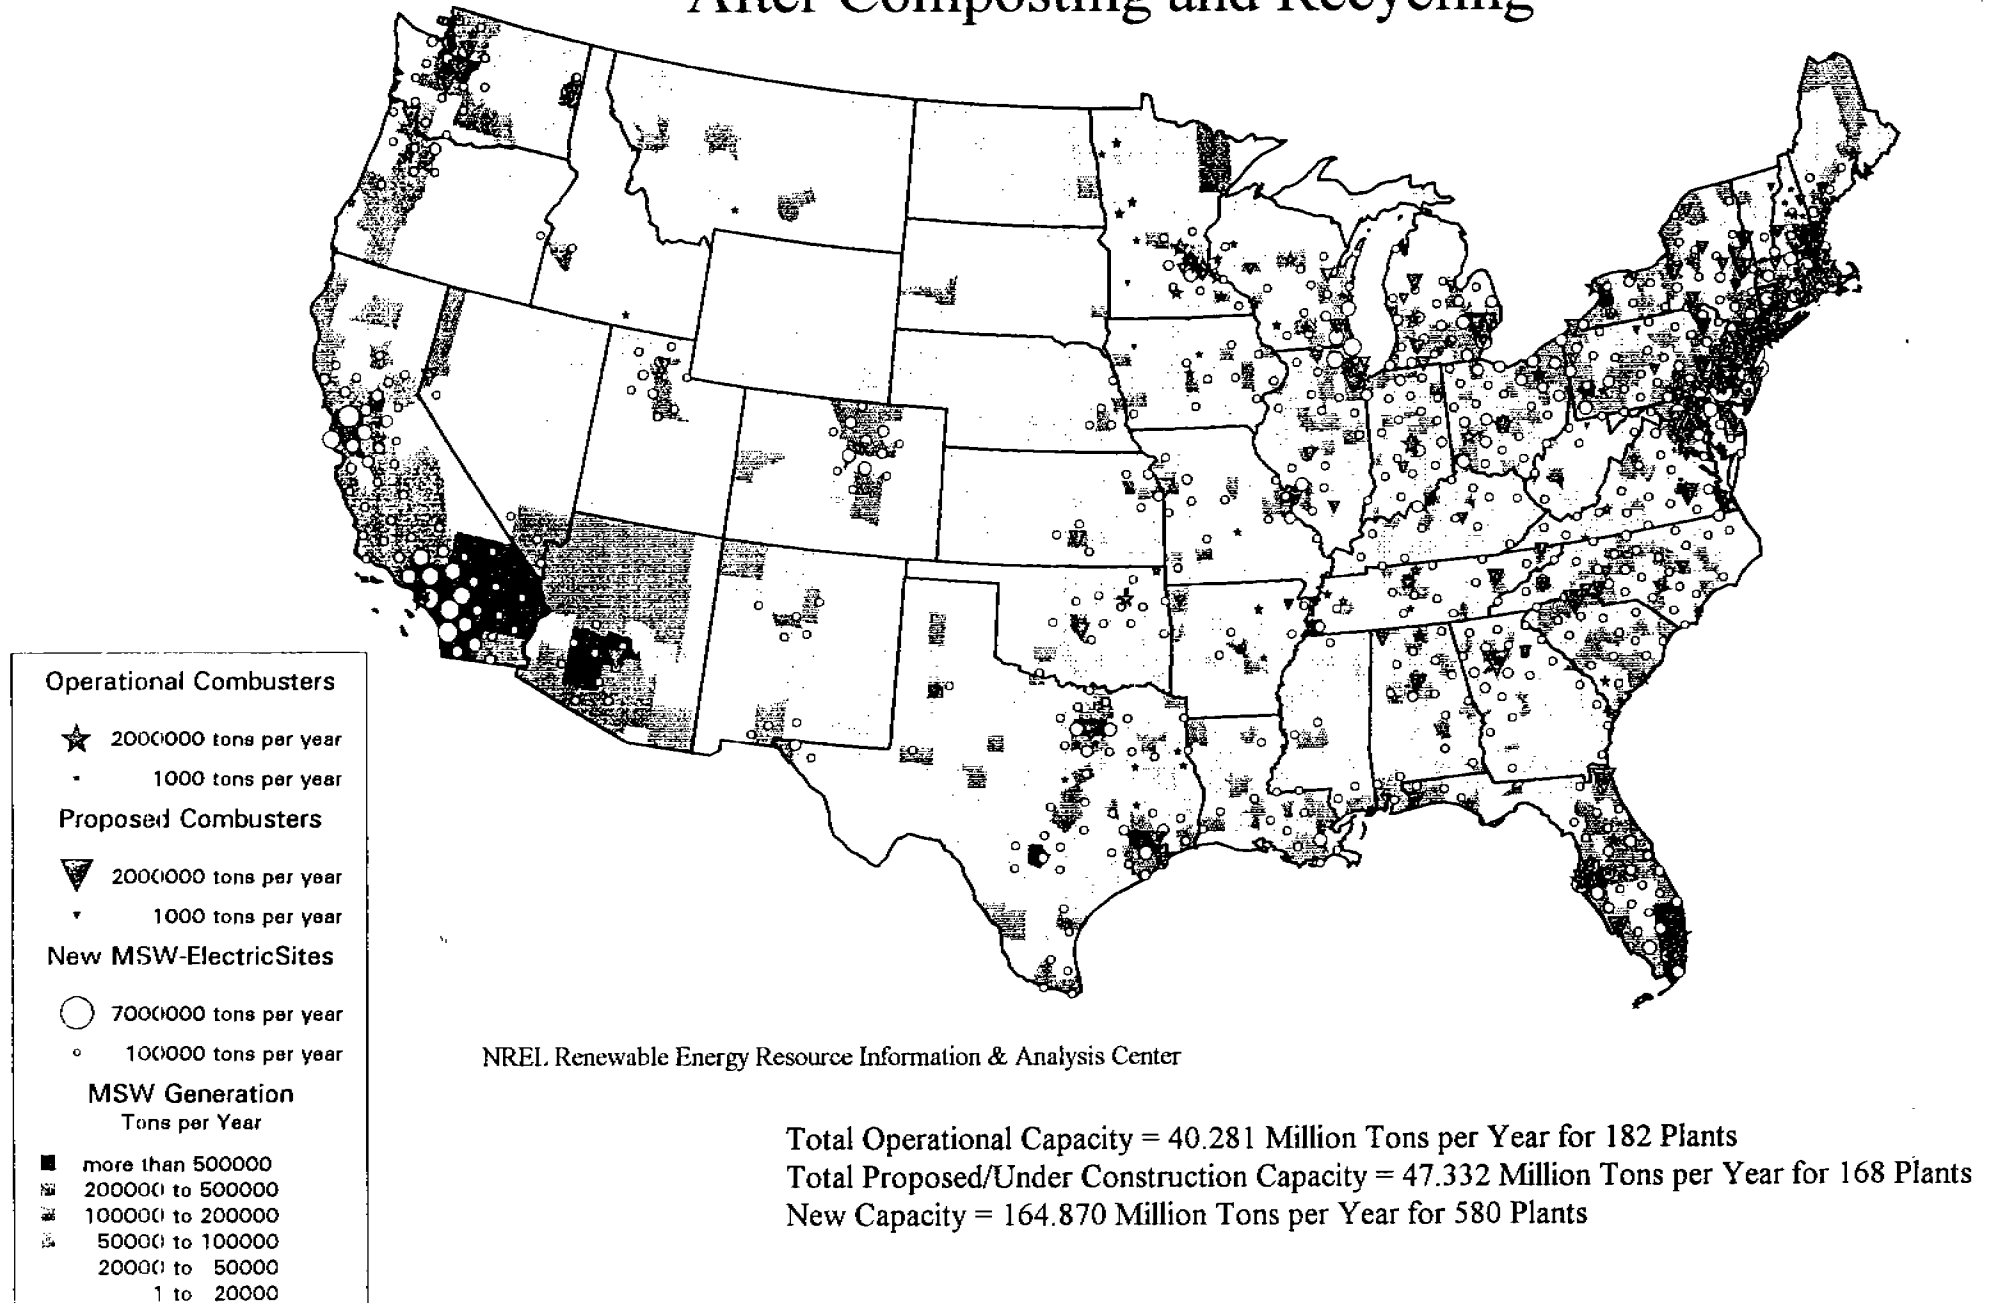 After Composting and Recycling
Operational Combusters
2000000 tons per year
1000 tons per year
Proposed Combusters
2000000 tons per year
1000 tons per year
New MSW-ElectricSites
7000000 tons per year
100000 tons per year
MSW Generation
Tons per Year
more than 500000
200000 to 500000
100000 to 200000
50000 to 100000
20000 to 50000
1 to 20000
NREL Renewable Energy Resource Information & Analysis Center
Total Operational Capacity = 40.281 Million Tons per Year for 182 Plants
Total Proposed/Under Construction Capacity = 47.332 Million Tons per Year for 168 Plants
New Capacity = 164.870 Million Tons per Year for 580 Plants